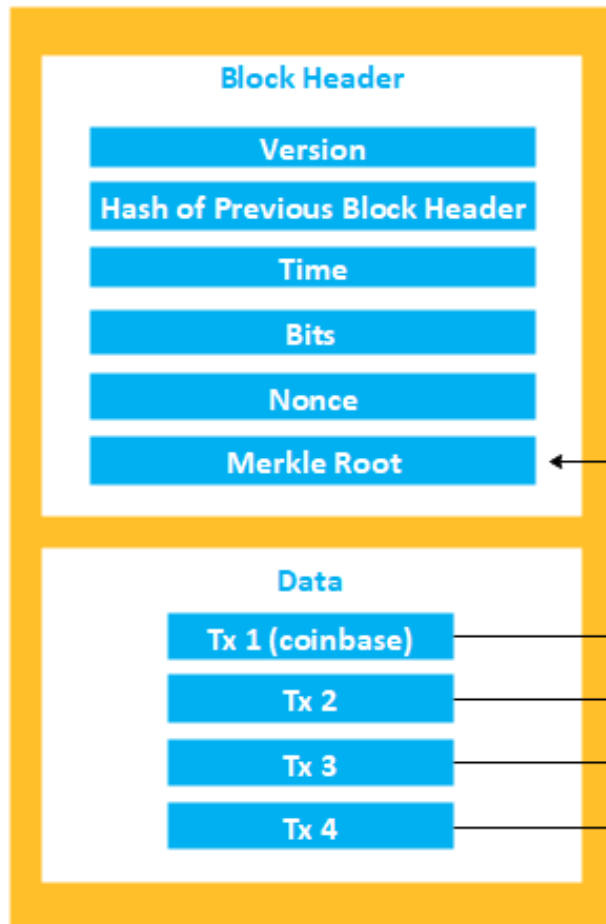 Block Header
Version
Hash of Previous Block Header
Time
Bits
Nonce
Merkle Root
Data
Tx 1 (coinbase)
Tx 2
Tx 3
Tx 4